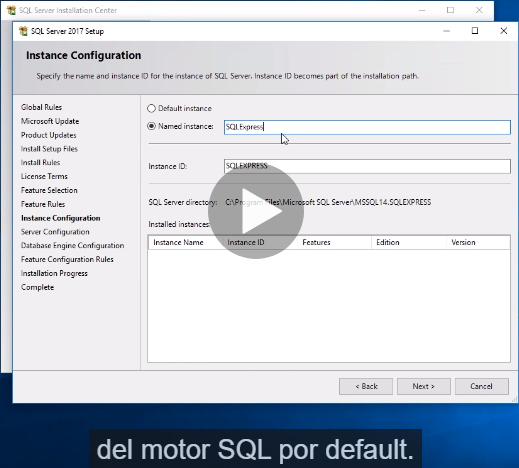 SQL Server Installation Center
SQL Server 2017 Setup
Instance Configuration
Specify the name and instance ID for the instance of SQL Server. Instance ID becomes part of the installation path.
Global Rules
Microsoft Update
Product Updates
Install Setup Files
Install Rules
License Terms
Feature Selection
Feature Rules
Instance Configuration
Server Configuration
Database Engine Configuration
Feature Configuration Rules
Installation Progress
Complete
Default instance
Named instance: SQLExpress
Instance ID: SQLEXPRESS
SQL Server directory: C:\Program Files\Microsoft SQL Server\MSSQL14.SQLEXPRESS
Installed instances:
Instance Name Instance ID Features Edition Version
< Back Next > Cancel
del motor SQL por default.